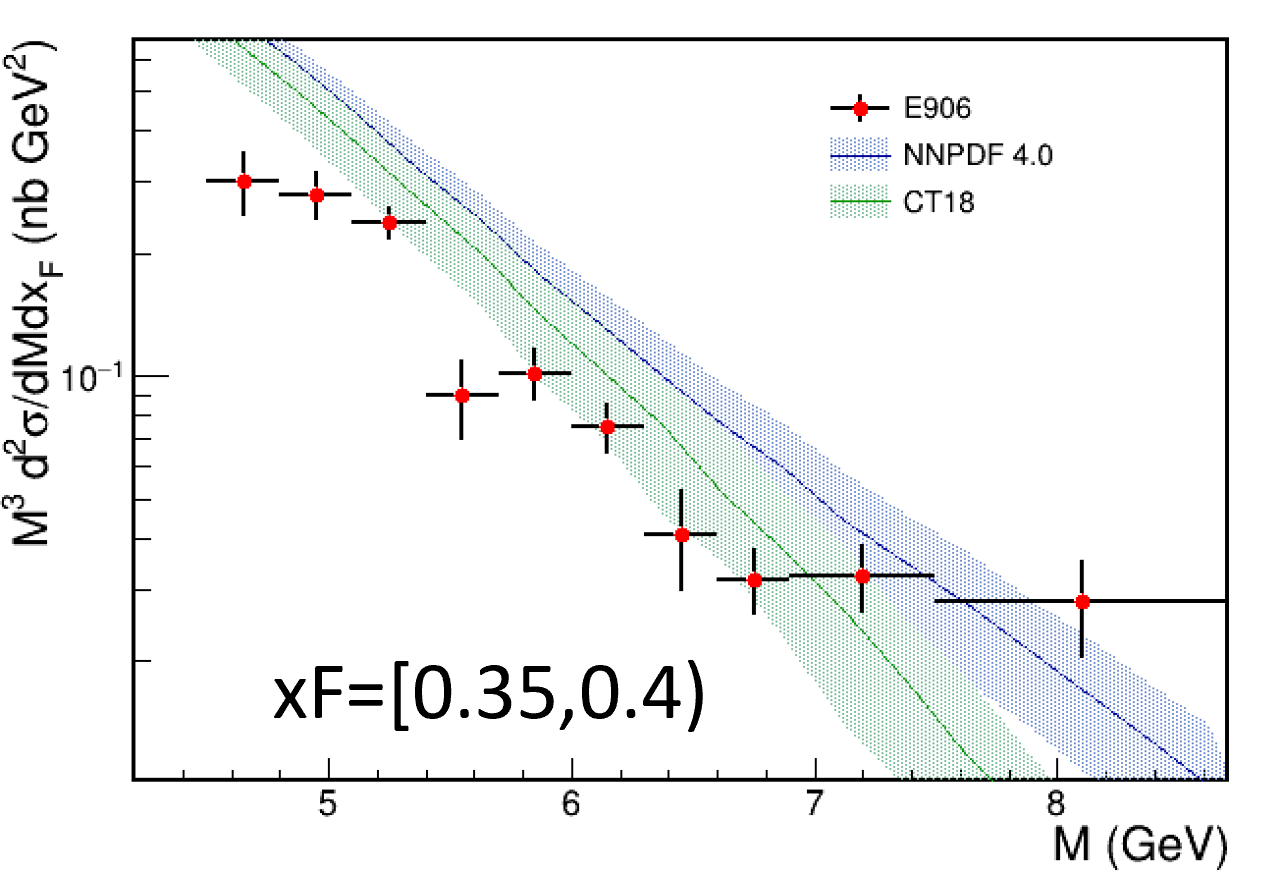 M³ d²σ/dMdx_F (nb GeV²)
E906
NNPDF 4.0
CT18
10⁻¹
xF=[0.35,0.4)
5 6 7 8
M (GeV)